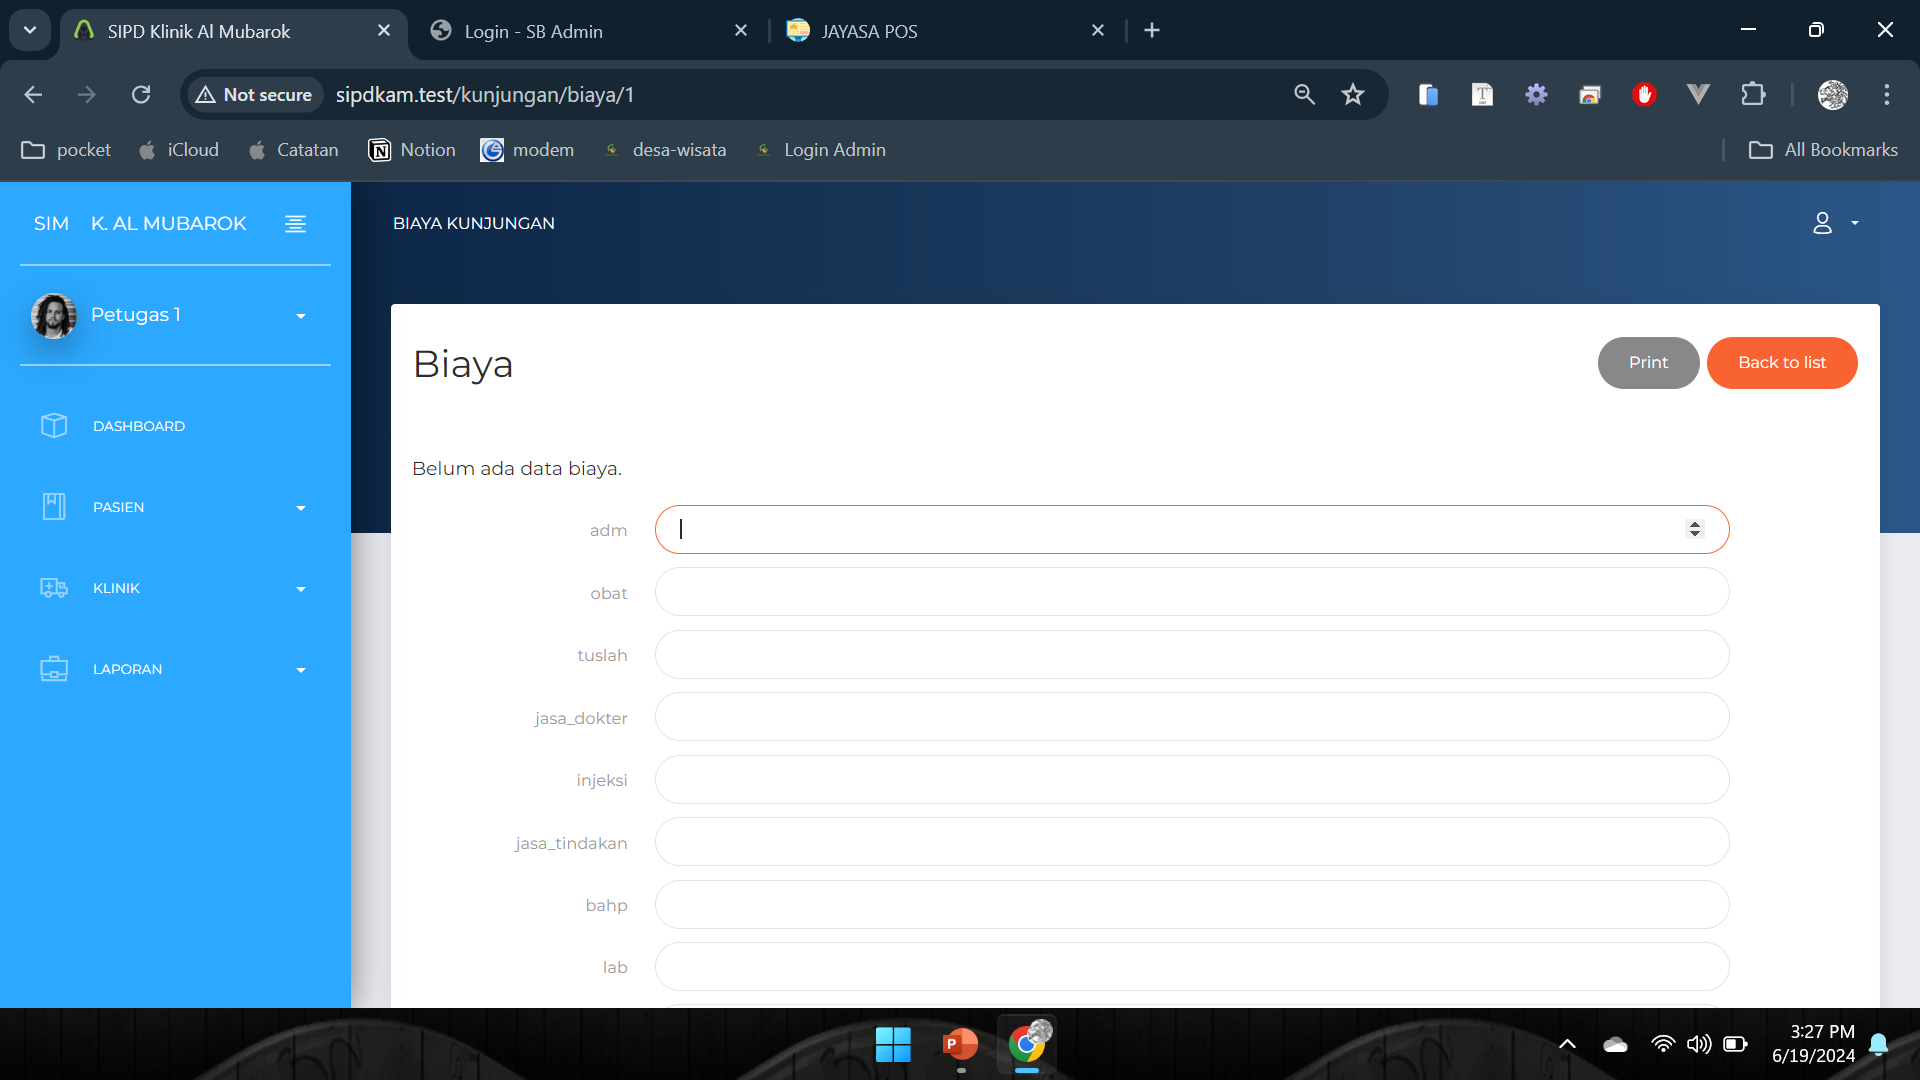 SIPD Klinik Al Mubarok
Login - SB Admin
JAYASA POS
Not secure
sipdkam.test/kunjungan/biaya/1
pocket
iCloud
Catatan
Notion
modem
desa-wisata
Login Admin
All Bookmarks
SIM K. AL MUBAROK
BIAYA KUNJUNGAN
Petugas 1
DASHBOARD
PASIEN
KLINIK
LAPORAN
Biaya
Print
Back to list
Belum ada data biaya.
adm
obat
tuslah
jasa_dokter
injeksi
jasa_tindakan
bahp
lab
3:27 PM
6/19/2024